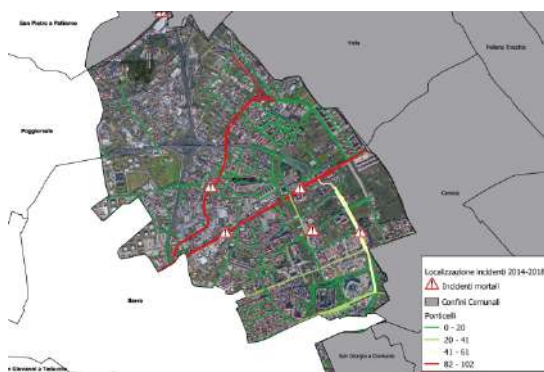 San Pietro a Patierno
Volla
Pollena Trocchia
Poggioreale
Cercola
Barra
San Giorgio a Cremano
San Giovanni a Teduccio
Localizzazione incidenti 2014-2018
Incidenti mortali
Confini Comunali
Ponticelli
0 - 20
20 - 41
41 - 61
82 - 102